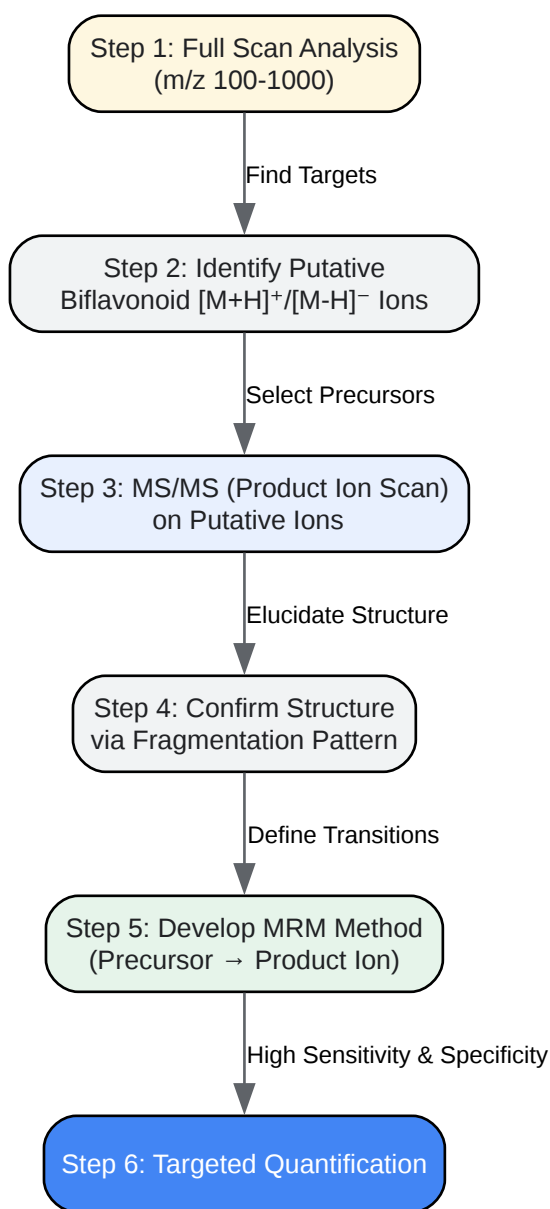 Step 1: Full Scan Analysis
(m/z 100-1000)
Find Targets
Step 2: Identify Putative
Biflavonoid [M+H]⁺/[M-H]⁻ Ions
Select Precursors
Step 3: MS/MS (Product Ion Scan)
on Putative Ions
Elucidate Structure
Step 4: Confirm Structure
via Fragmentation Pattern
Define Transitions
Step 5: Develop MRM Method
(Precursor → Product Ion)
High Sensitivity & Specificity
Step 6: Targeted Quantification